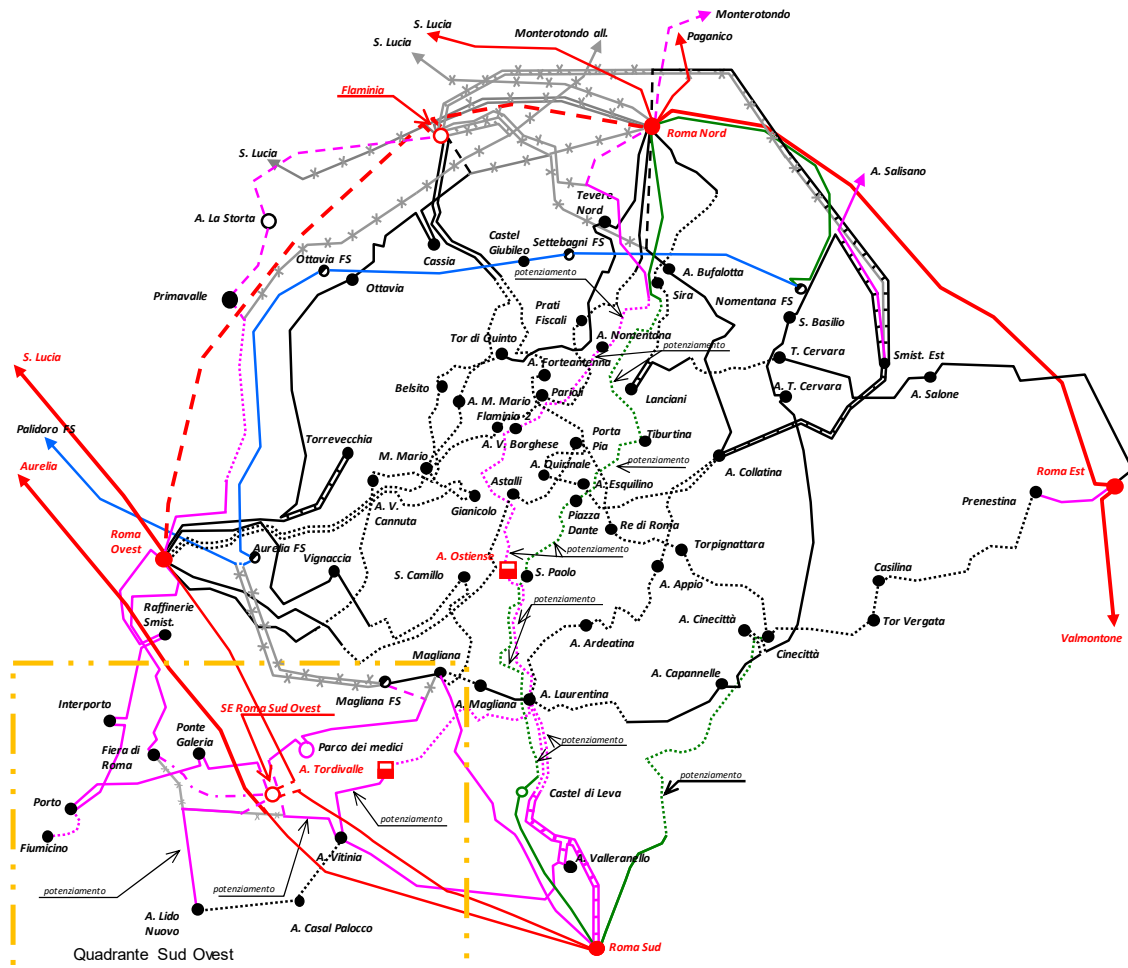 Monterotondo
S. Lucia
Paganico
Monterotondo all.
S. Lucia
Flaminia
Roma Nord
S. Lucia
A. Salisano
A. La Storta
Tevere
Nord
Castel
Giubileo
Settebagni FS
Cassia
Ottavia FS
potenziamento
A. Bufalotta
Ottavia
Sira
Nomentana FS
Primavalle
Prati
Fiscali
S. Basilio
A. Nomentana
Tor di Quinto
potenziamento
S. Lucia
A. Forteantenna
T. Cervara
Smist. Est
Belsito
Parioli
Lanciani
A. T. Cervara
A. Salone
A. M. Mario
Flaminia 2
Palidoro FS
Torrevecchia
A. V. Borghese
Porta
Pia
Tiburtina
Aurelia
M. Mario
A. Quirinale
potenziamento
A. Collatina
Roma Est
Astalli
A. Esquilino
Prenestina
A. V.
Cannuta
Gianicolo
Piazza
Dante
Re di Roma
Roma
Ovest
Aurelia FS
Vignaccia
A. Ostiense
potenziamento
Torpignattara
S. Camillo
S. Paolo
A. Appio
Casilina
Raffinerie
Smist.
potenziamento
A. Ardeatina
A. Cinecittà
Tor Vergata
Valmontone
Cinecittà
Magliana
A. Capannelle
Interporto
SE Roma Sud Ovest
Magliana FS
A. Magliana
A. Laurentina
Ponte
Galeria
Fiera di
Roma
Parco dei medici
potenziamento
A. Tordivalle
potenziamento
Porto
Castel di Leva
potenziamento
Fiumicino
A. Vitinia
A. Valleranello
potenziamento
potenziamento
A. Lido
Nuovo
A. Casal Palocco
Roma Sud
Quadrante Sud Ovest